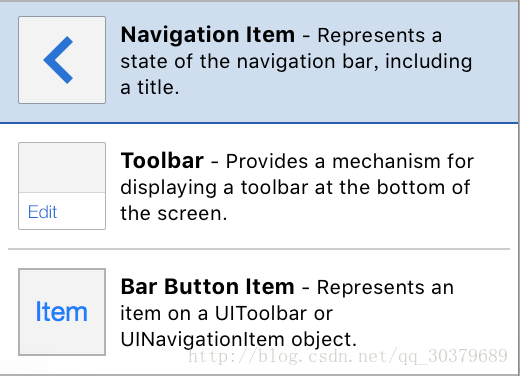 Navigation Item - Represents a
state of the navigation bar, including
a title.
Edit
Toolbar - Provides a mechanism for
displaying a toolbar at the bottom of
the screen.
Item
Bar Button Item - Represents an
item on a UIToolbar or
UINavigationItem object.
http://blog.csdn.net/qq_30379689